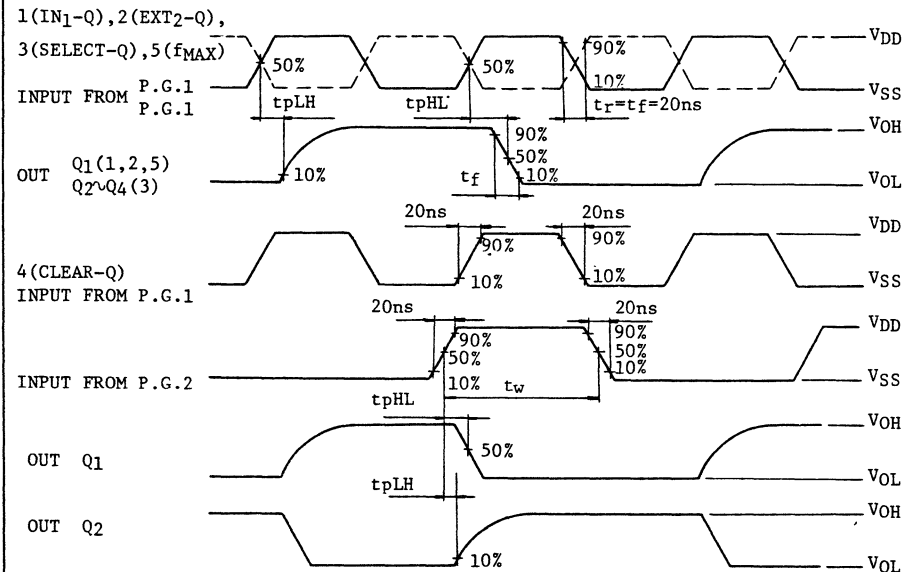 1(IN1-Q),2(EXT2-Q),
3(SELECT-Q),5(fMAX)
INPUT FROM P.G.1
P.G.1
50%
50%
90%
10%
VDD
VSS
tpLH
tpHL
tr=tf=20ns
OUT Q1(1,2,5)
Q2~Q4(3)
10%
90%
50%
10%
tf
VOH
VOL
20ns
20ns
4(CLEAR-Q)
INPUT FROM P.G.1
90%
10%
90%
10%
VDD
VSS
20ns
20ns
INPUT FROM P.G.2
90%
50%
10%
tw
90%
50%
10%
VDD
VSS
tpHL
OUT Q1
50%
VOH
VOL
tpLH
OUT Q2
10%
VOH
VOL